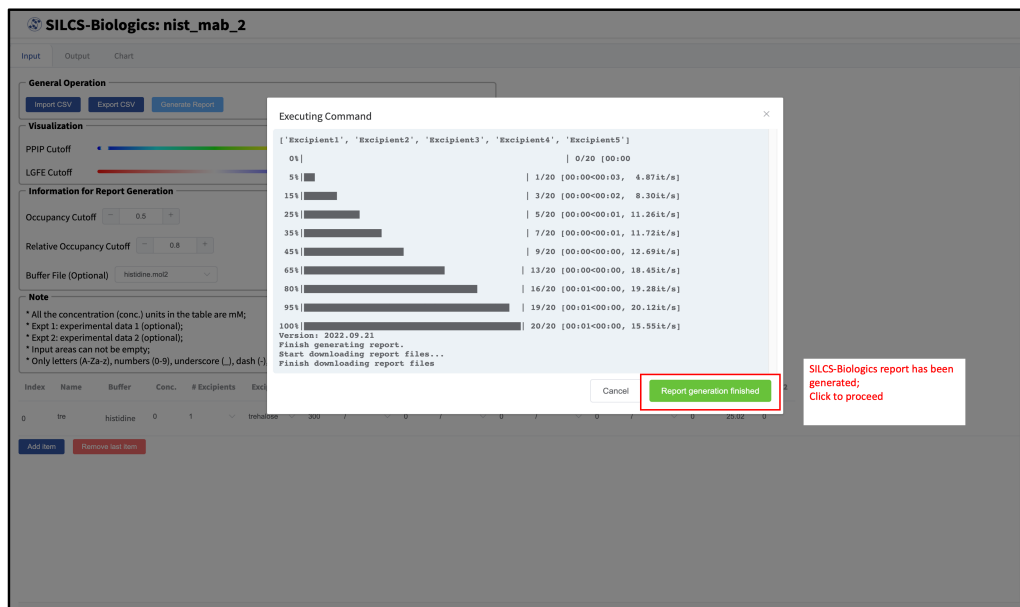 SILCS-Biologics: nist_mab_2
Input Output Chart
General Operation
Import CSV Export CSV Generate Report
Visualization
PPIP Cutoff
LGFE Cutoff
Information for Report Generation
Occupancy Cutoff - 0.5 +
Relative Occupancy Cutoff - 0.8 +
Buffer File (Optional) histidine.mol2
Note
* All the concentration (conc.) units in the table are mM;
* Expt 1: experimental data 1 (optional);
* Expt 2: experimental data 2 (optional);
* Input areas can not be empty;
* Only letters (A-Za-z), numbers (0-9), underscore (_), dash (-)
Executing Command ×
['Excipient1', 'Excipient2', 'Excipient3', 'Excipient4', 'Excipient5']
0%| | 0/20 [00:00
5%| | 1/20 [00:00<00:03, 4.87it/s]
15%| | 3/20 [00:00<00:02, 8.30it/s]
25%| | 5/20 [00:00<00:01, 11.26it/s]
35%| | 7/20 [00:00<00:01, 11.72it/s]
45%| | 9/20 [00:00<00:00, 12.69it/s]
65%| | 13/20 [00:00<00:00, 18.45it/s]
80%| | 16/20 [00:01<00:00, 19.28it/s]
95%| | 19/20 [00:01<00:00, 20.12it/s]
100%| | 20/20 [00:01<00:00, 15.55it/s]
Version: 2022.09.21
Finish generating report.
Start downloading report files...
Finish downloading report files
Cancel Report generation finished
SILCS-Biologics report has been
generated;
Click to proceed
Index Name Buffer Conc. # Excipients Exci 2
0 tre histidine 0 1 trehalose 300 0 0 0 25.02 0
Add item Remove last item